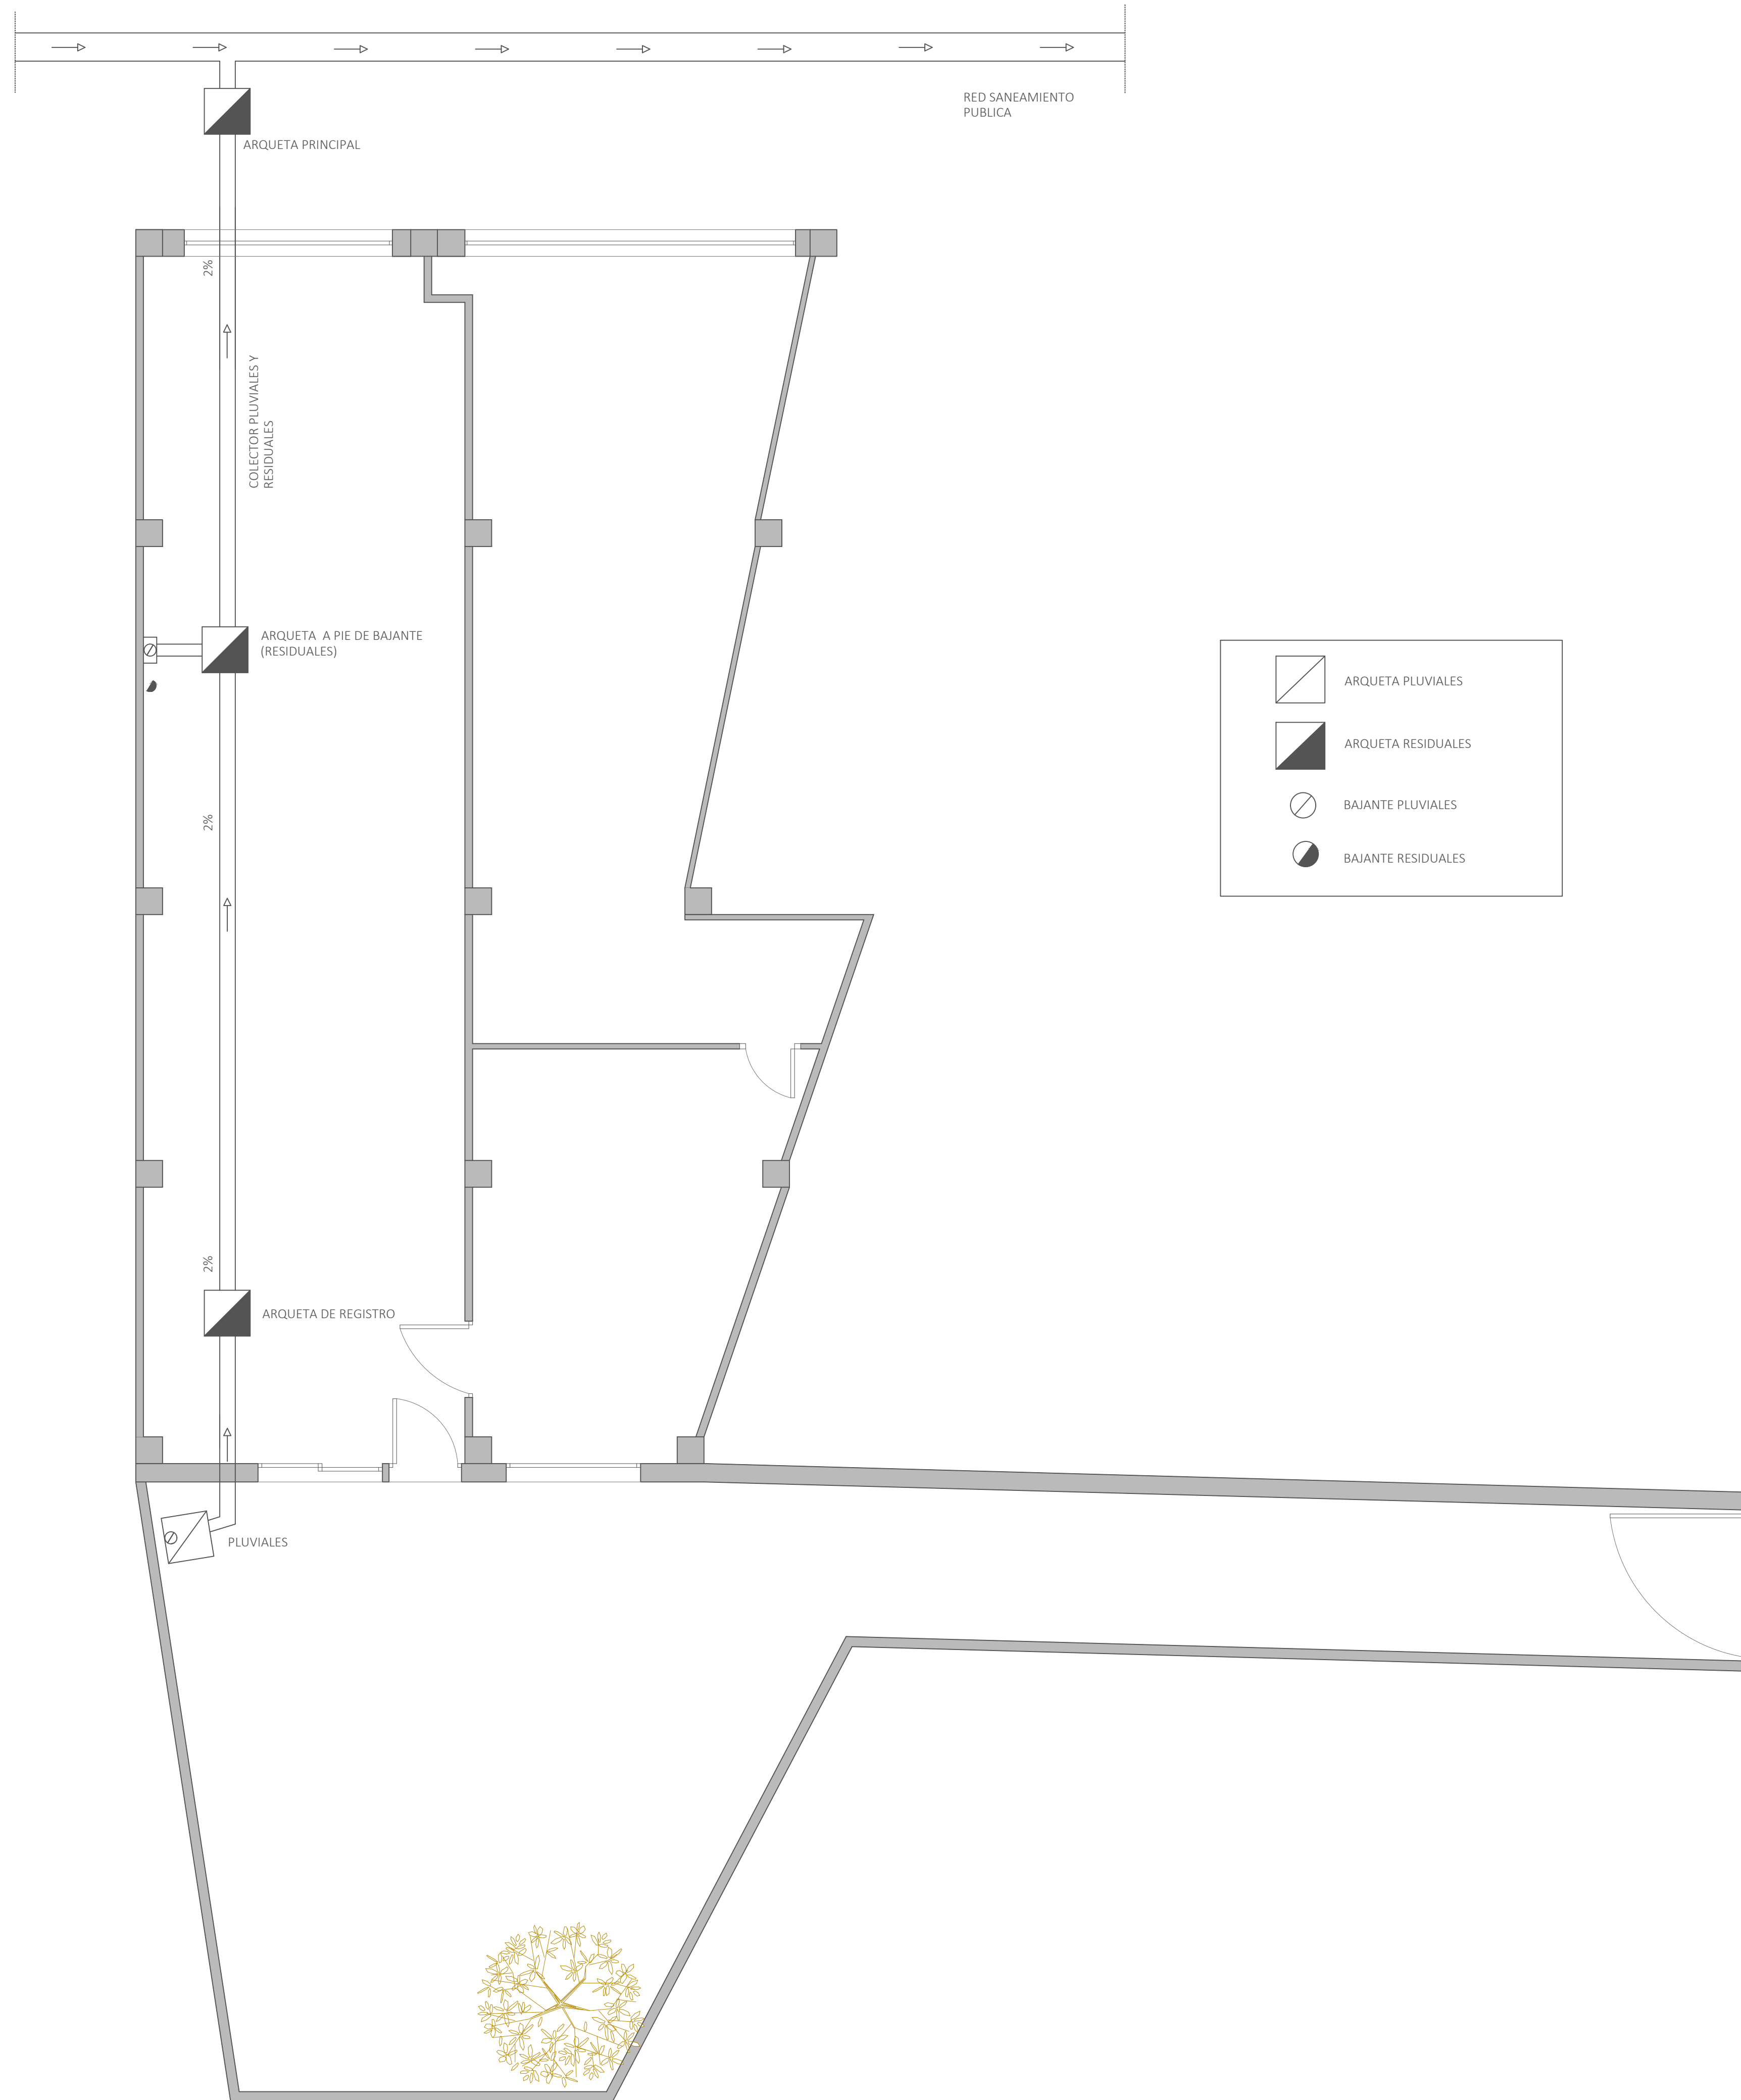 RED SANEAMIENTO
PUBLICA
ARQUETA PRINCIPAL
2%
COLECTOR PLUVIALES Y
RESIDUALES
ARQUETA A PIE DE BAJANTE
(RESIDUALES)
ARQUETA PLUVIALES
ARQUETA RESIDUALES
BAJANTE PLUVIALES
BAJANTE RESIDUALES
2%
2%
ARQUETA DE REGISTRO
PLUVIALES